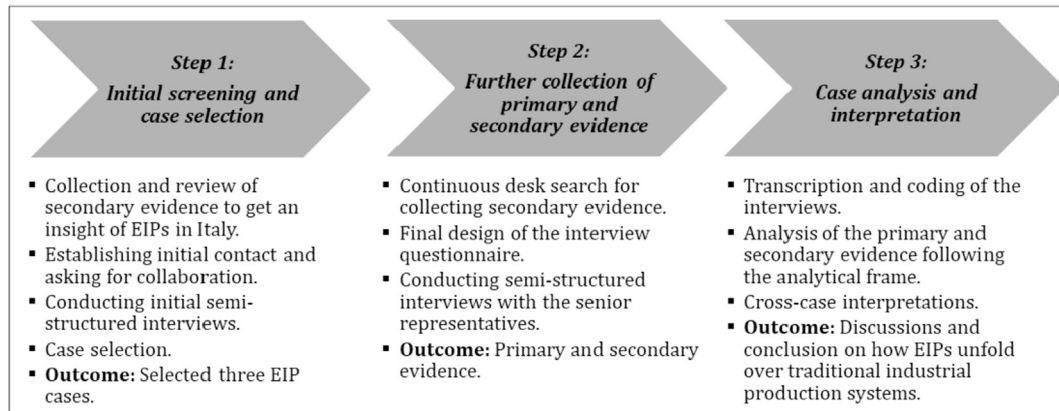 Step 1:
Initial screening and
case selection
▪ Collection and review of
secondary evidence to get an
insight of EIPs in Italy.
▪ Establishing initial contact and
asking for collaboration.
▪ Conducting initial semi-
structured interviews.
▪ Case selection.
▪ Outcome: Selected three EIP
cases.
Step 2:
Further collection of
primary and
secondary evidence
▪ Continuous desk search for
collecting secondary evidence.
▪ Final design of the interview
questionnaire.
▪ Conducting semi-structured
interviews with the senior
representatives.
▪ Outcome: Primary and secondary
evidence.
Step 3:
Case analysis and
interpretation
▪ Transcription and coding of the
interviews.
▪ Analysis of the primary and
secondary evidence following
the analytical frame.
▪ Cross-case interpretations.
▪ Outcome: Discussions and
conclusion on how EIPs unfold
over traditional industrial
production systems.